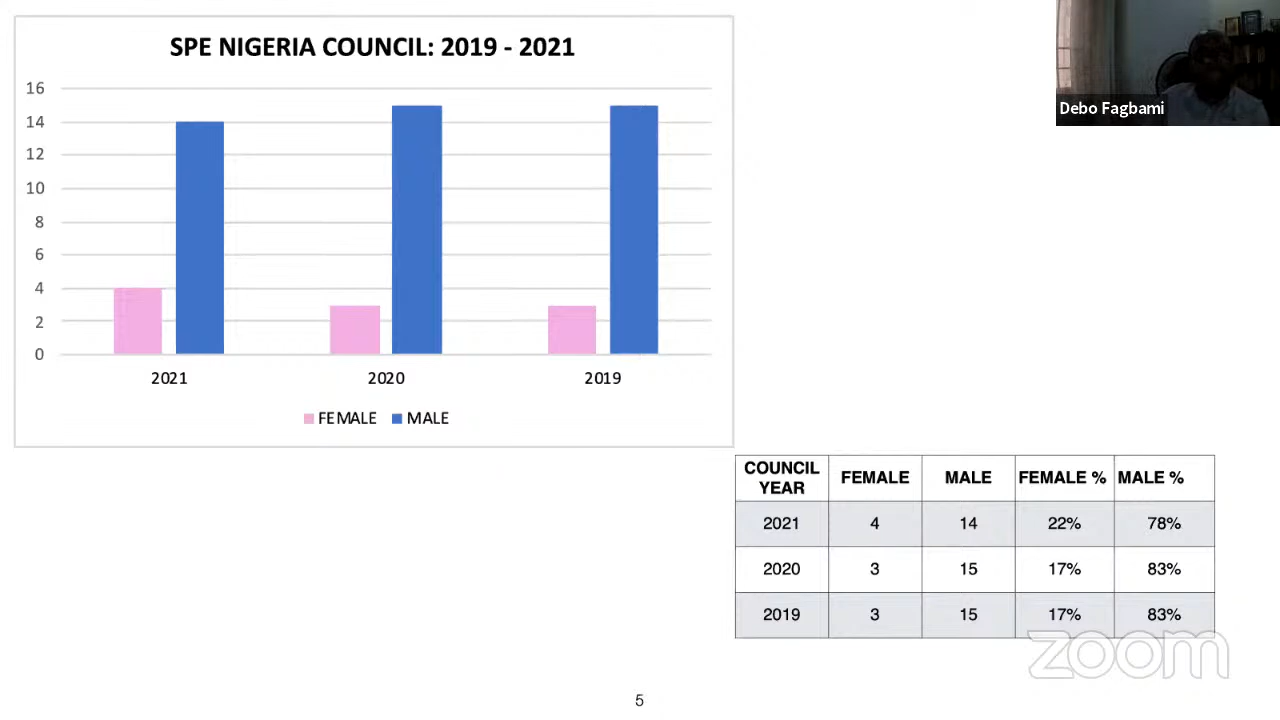 SPE NIGERIA COUNCIL: 2019 - 2021
16
14
12
10
8
6
4
2
0
2021 2020 2019
FEMALE MALE
Debo Fagbami
COUNCIL YEAR FEMALE MALE FEMALE % MALE %
2021 4 14 22% 78%
2020 3 15 17% 83%
2019 3 15 17% 83%
zoom
5